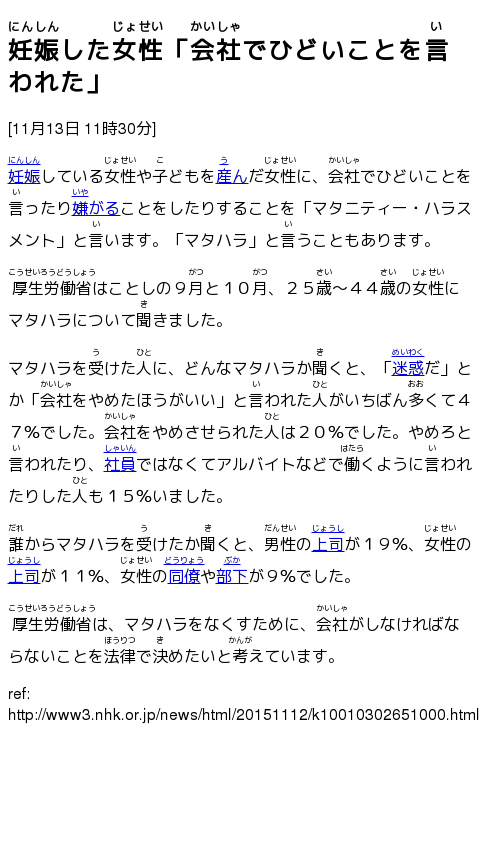 妊娠した女性「会社でひどいことを言
われた」
[11月13日 11時30分]
妊娠している女性や子どもを産んだ女性に、会社でひどいことを
言ったり嫌がることをしたりすることを「マタニティー・ハラス
メント」と言います。「マタハラ」と言うこともあります。
厚生労働省はことしの９月と１０月、２５歳～４４歳の女性に
マタハラについて聞きました。
マタハラを受けた人に、どんなマタハラか聞くと、「迷惑だ」と
か「会社をやめたほうがいい」と言われた人がいちばん多くて４
７%でした。会社をやめさせられた人は２０%でした。やめろと
言われたり、社員ではなくてアルバイトなどで働くように言われ
たりした人も１５%いました。
誰からマタハラを受けたか聞くと、男性の上司が１９%、女性の
上司が１１%、女性の同僚や部下が９%でした。
厚生労働省は、マタハラをなくすために、会社がしなければな
らないことを法律で決めたいと考えています。
ref:
http://www3.nhk.or.jp/news/html/20151112/k10010302651000.html